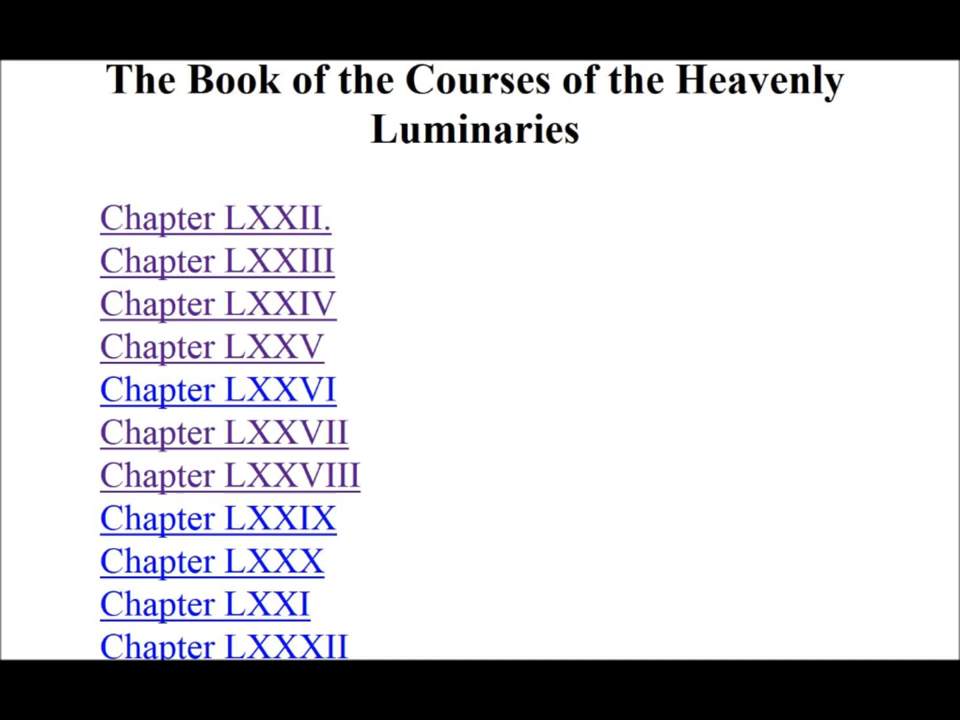 The Book of the Courses of the Heavenly
Luminaries
Chapter LXXII.
Chapter LXXIII
Chapter LXXIV
Chapter LXXV
Chapter LXXVI
Chapter LXXVII
Chapter LXXVIII
Chapter LXXIX
Chapter LXXX
Chapter LXXI
Chapter LXXXII